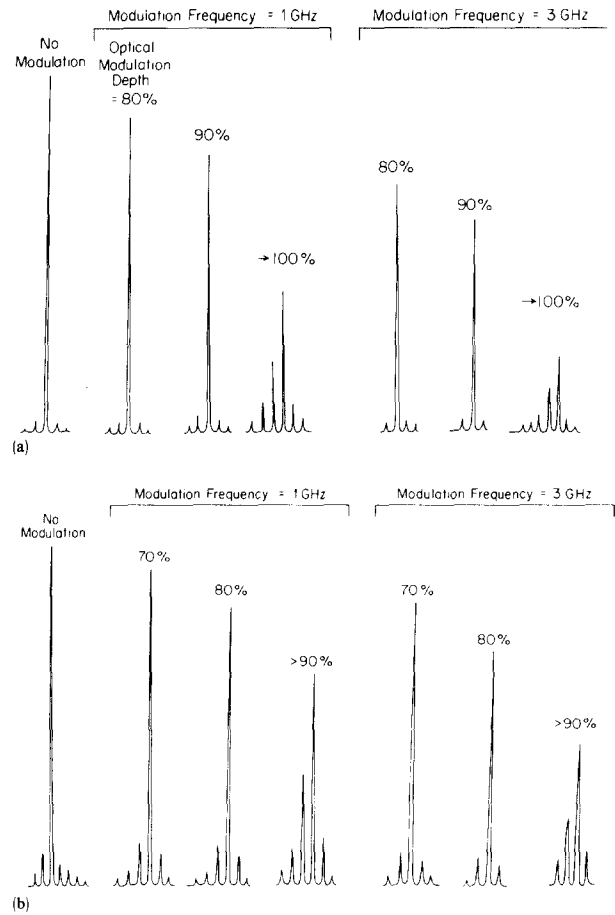 Modulation Frequency = 1 GHz
Modulation Frequency = 3 GHz
No
Modulation
Optical
Modulation
Depth
= 80%
90%
→ 100%
80%
90%
→ 100%
(a)
Modulation Frequency = 1 GHz
Modulation Frequency = 3 GHz
No
Modulation
70%
80%
>90%
70%
80%
>90%
(b)